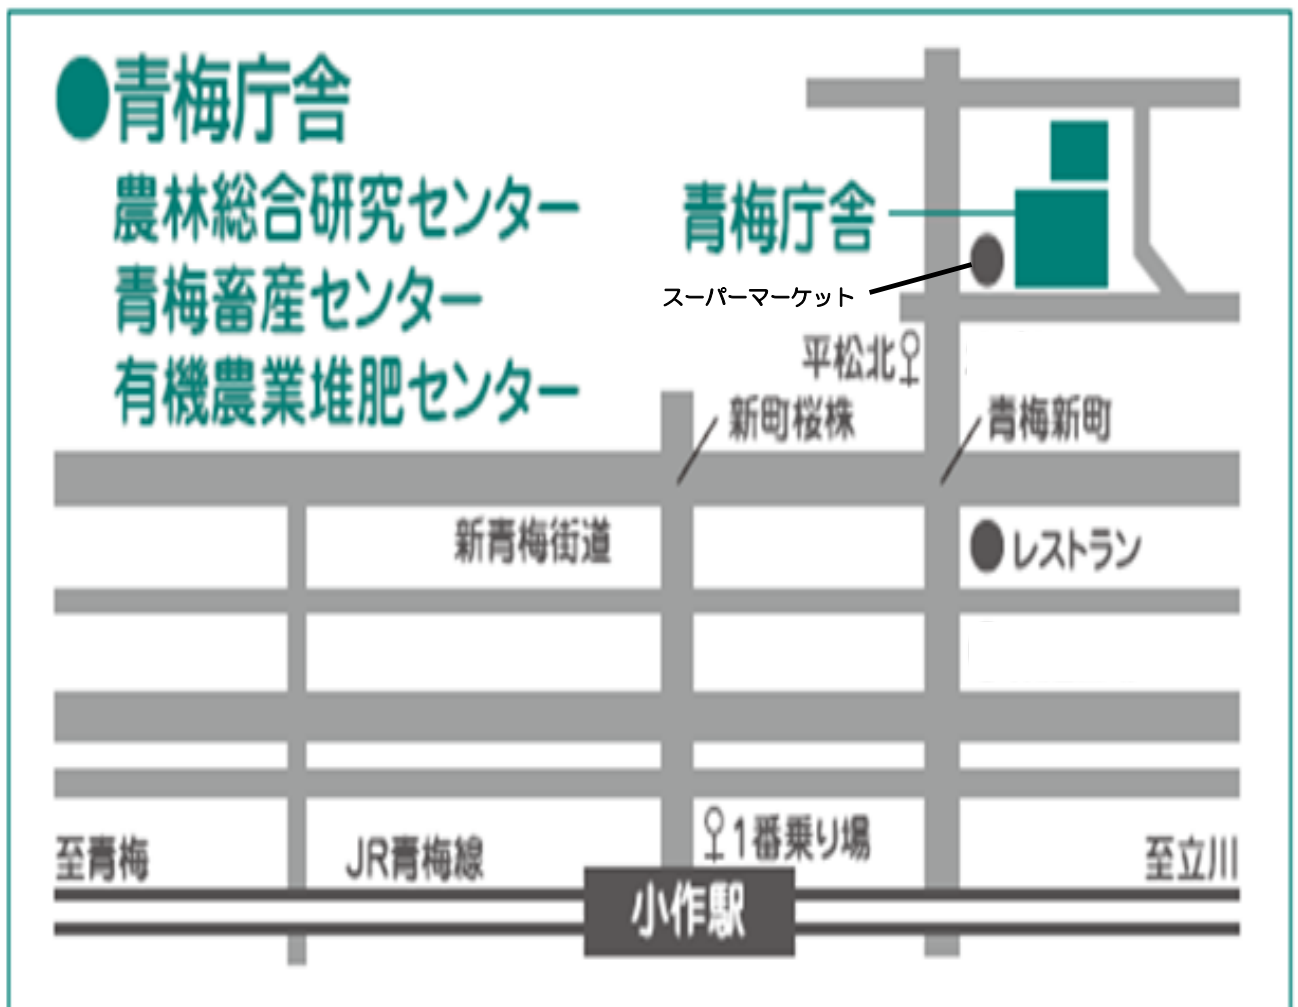 ●青梅庁舎
農林総合研究センター
青梅畜産センター
有機農業堆肥センター
青梅庁舎
スーパーマーケット
平松北
新町桜株
青梅新町
新青梅街道
レストラン
至青梅
JR青梅線
1番乗り場
至立川
小作駅